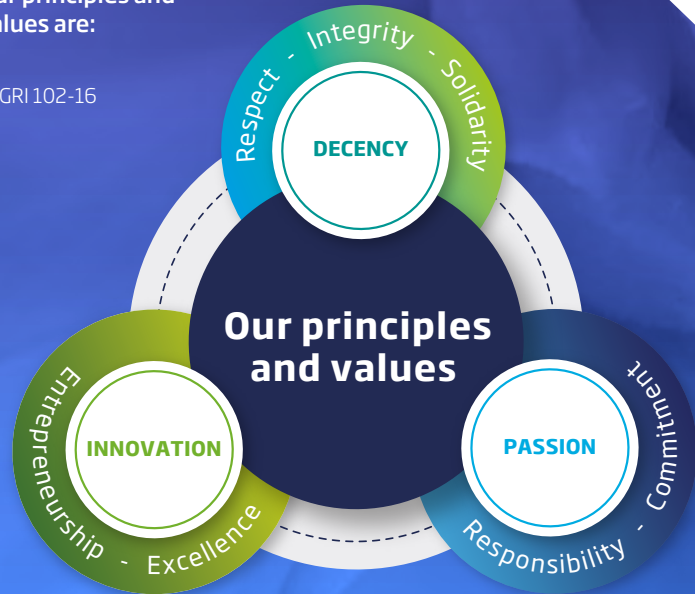 principles and
alues are:
GRI 102-16
Respect - Integrity - Solidarity
DECENCY
Our principles
and values
INNOVATION
Entrepreneurship - Excellence
PASSION
Responsibility - Commitment